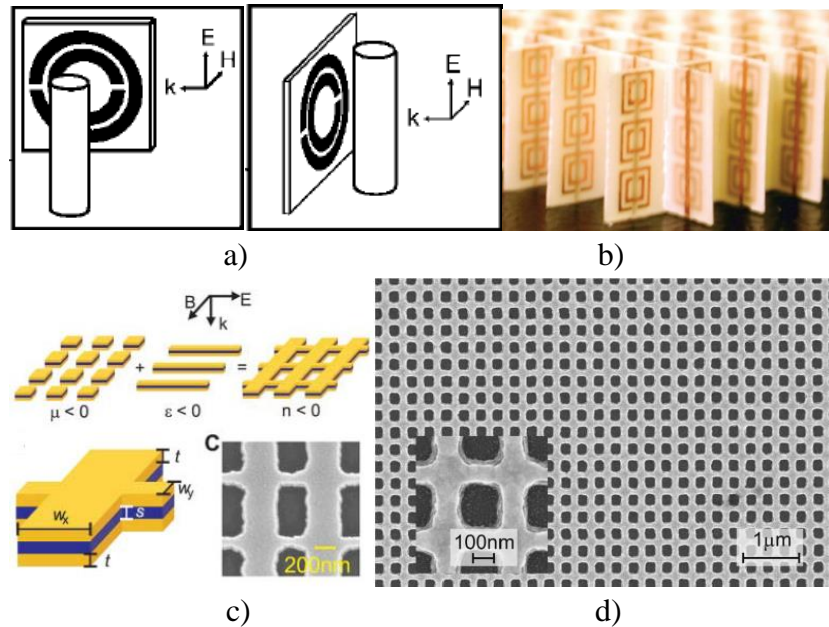 E
H
k
E
H
k
a)
b)
B
E
k
+
=
μ < 0
ε < 0
n < 0
t
w_y
w_x
s
t
C
200nm
c)
100nm
1μm
d)